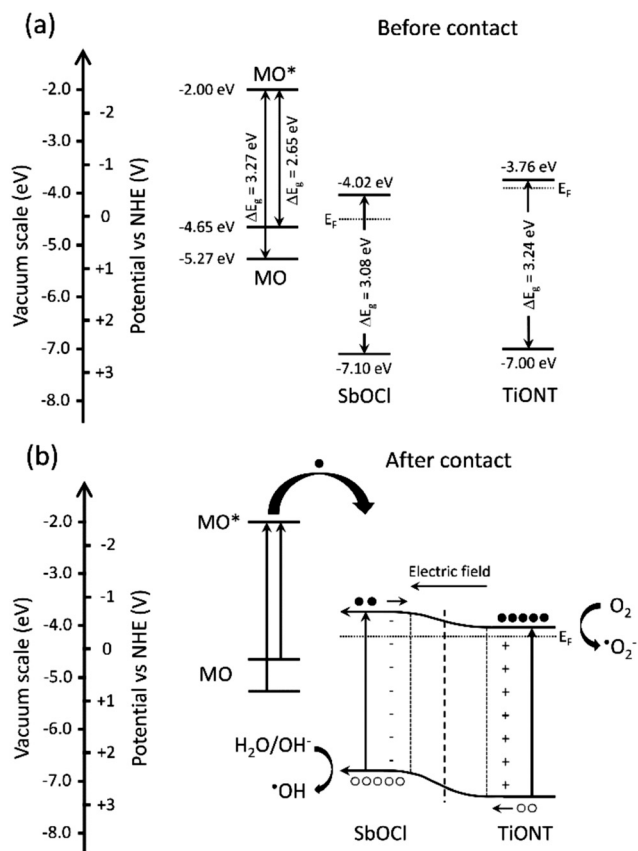 (a)
Before contact
Vacuum scale (eV)
Potential vs NHE (V)
-2.0
-3.0
-4.0
-5.0
-6.0
-7.0
-8.0
-2
-1
0
+1
+2
+3
MO*
-2.00 eV
ΔEg = 3.27 eV
ΔEg = 2.65 eV
-4.65 eV
-5.27 eV
MO
-4.02 eV
EF
ΔEg = 3.08 eV
-7.10 eV
SbOCl
-3.76 eV
EF
ΔEg = 3.24 eV
-7.00 eV
TiONT
(b)
After contact
Vacuum scale (eV)
Potential vs NHE (V)
-2.0
-3.0
-4.0
-5.0
-6.0
-7.0
-8.0
-2
-1
0
+1
+2
+3
MO*
MO
Electric field
O2
•O2-
EF
- - - - - - -
+ + + + + + +
H2O/OH-
•OH
SbOCl
TiONT